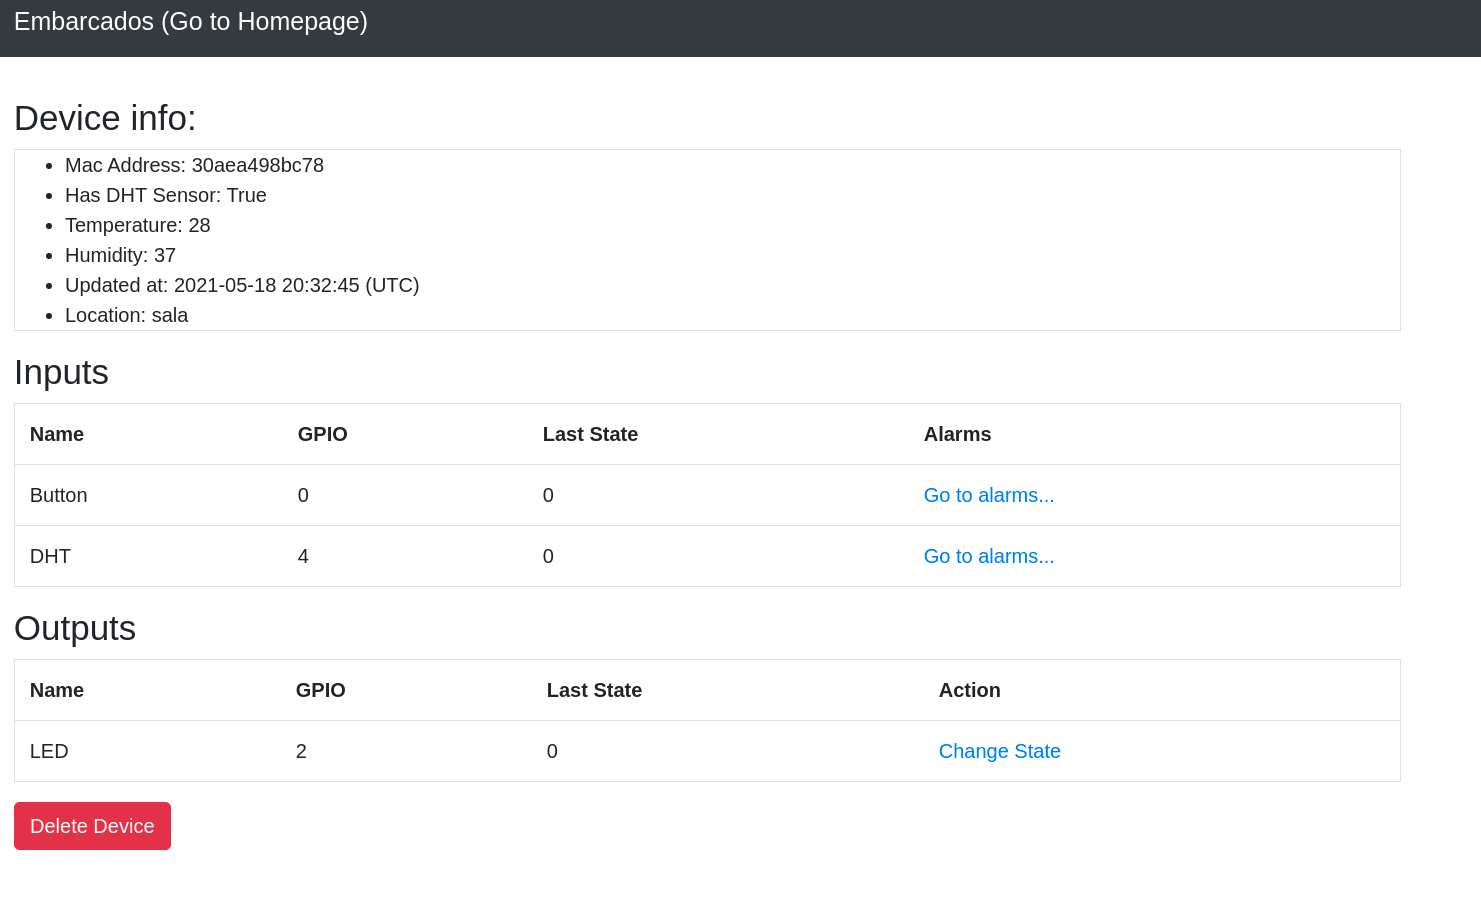 Embarcados (Go to Homepage)
Device info:
Mac Address: 30aea498bc78
Has DHT Sensor: True
Temperature: 28
Humidity: 37
Updated at: 2021-05-18 20:32:45 (UTC)
Location: sala
Inputs
Name GPIO Last State Alarms
Button 0 0 Go to alarms...
DHT 4 0 Go to alarms...
Outputs
Name GPIO Last State Action
LED 2 0 Change State
Delete Device